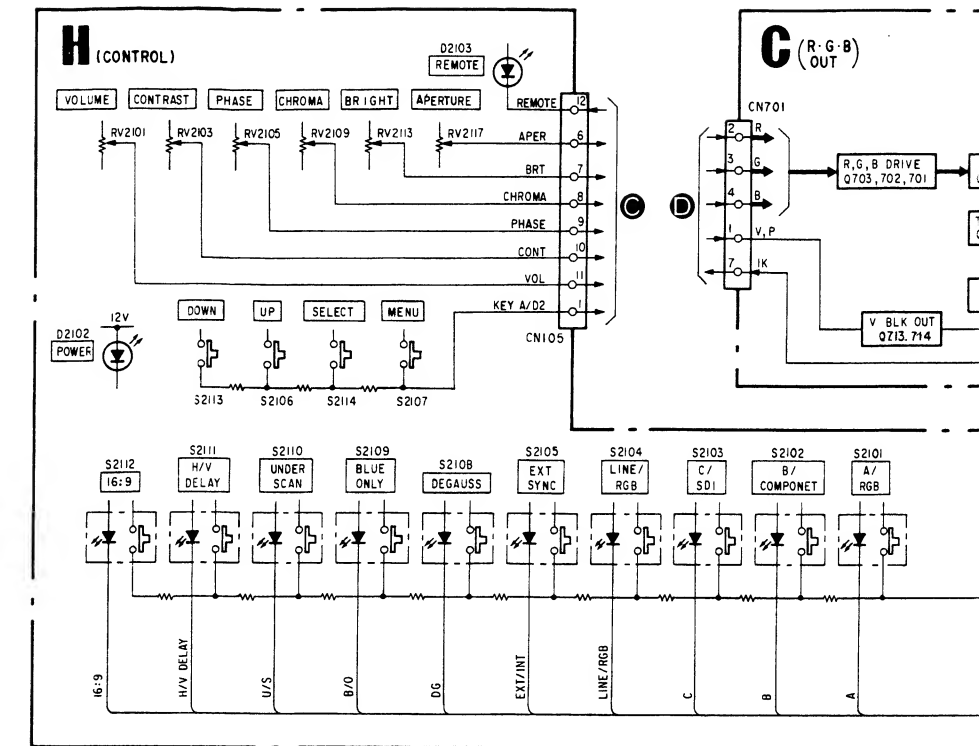 H (CONTROL)
D2103
REMOTE
VOLUME CONTRAST PHASE CHROMA BRIGHT APERTURE
RV2101 RV2103 RV2105 RV2109 RV2113 RV2117
REMOTE 12
APER 6
BRT 7
CHROMA 8
PHASE 9
CONT 10
VOL 11
KEY A/D2 1
CN105
C
12V
D2102
POWER
DOWN UP SELECT MENU
S2113 S2106 S2114 S2107
C (R·G·B OUT)
CN701
D
2 R
3 G
4 B
1 V,P
7 IK
R,G,B DRIVE
Q703,702,701
V BLK OUT
Q713.714
S2112 S2111 S2110 S2109 S2108 S2105 S2104 S2103 S2102 S2101
16:9
H/V
DELAY
UNDER
SCAN
BLUE
ONLY
DEGAUSS
EXT
SYNC
LINE/
RGB
C/
SDI
B/
COMPONET
A/
RGB
16:9 H/V DELAY U/S B/O DG EXT/INT LINE/RGB C B A